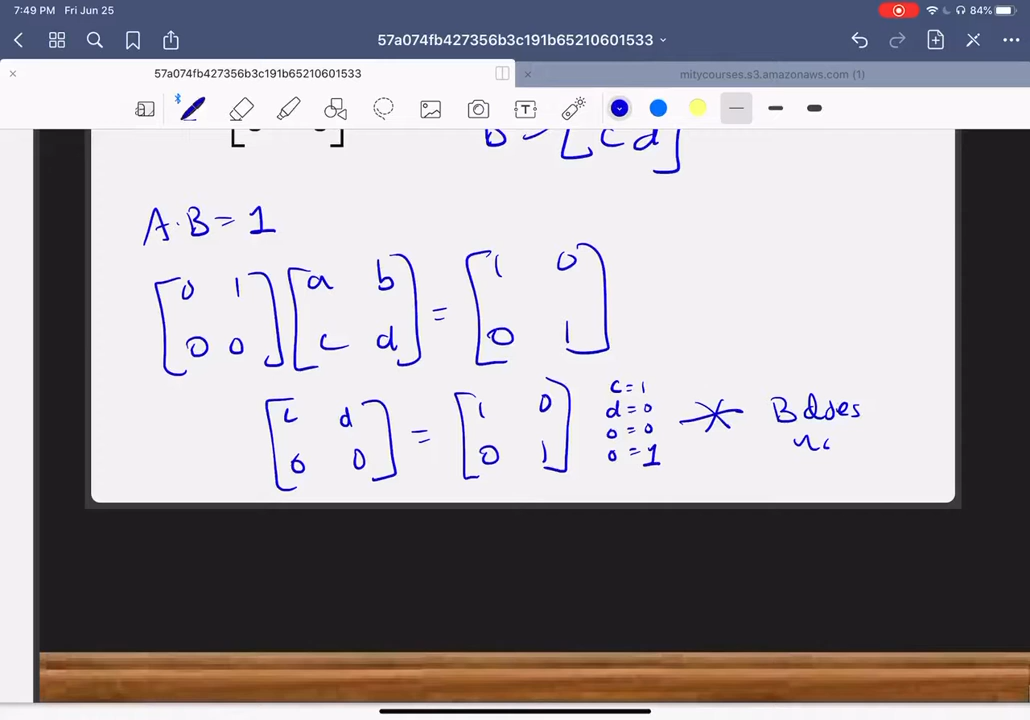 7:49 PM Fri Jun 25
84%
57a074fb427356b3c191b65210601533
57a074fb427356b3c191b65210601533
mitycourses.s3.amazonaws.com (1)
T
B = [c d]
A·B = 1
[0 1] [a b] = [1 0]
[0 0] [c d] [0 1]
[c d] = [1 0]
[0 0] [0 1]
c = 1
d = 0
0 = 0
0 = 1
B does